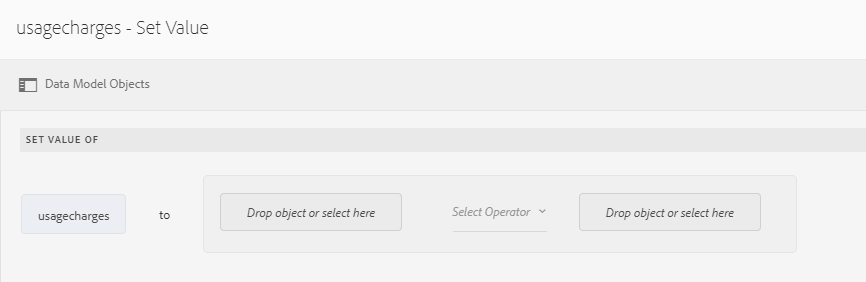 usagecharges - Set Value
Data Model Objects
SET VALUE OF
usagecharges to Drop object or select here Select Operator Drop object or select here